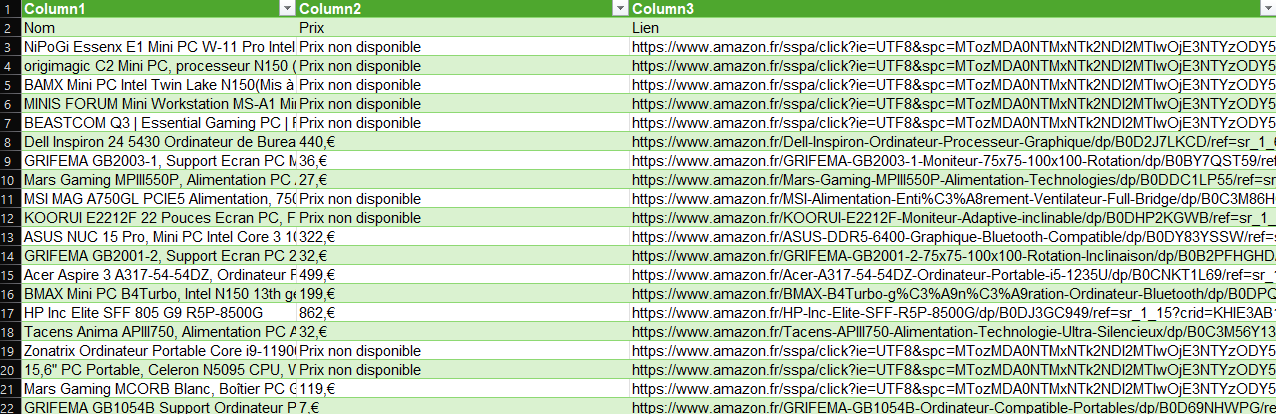 1 Column1 Column2 Column3
2 Nom Prix Lien
3 NiPoGi Essenx E1 Mini PC W-11 Pro Intel Prix non disponible https://www.amazon.fr/sspa/click?ie=UTF8&spc=MTozMDA0NTMxNTk2NDI2MTIwOjE3NTYzODY5
4 origimagic C2 Mini PC, processeur N150 ( Prix non disponible https://www.amazon.fr/sspa/click?ie=UTF8&spc=MTozMDA0NTMxNTk2NDI2MTIwOjE3NTYzODY5
5 BAMX Mini PC Intel Twin Lake N150(Mis à Prix non disponible https://www.amazon.fr/sspa/click?ie=UTF8&spc=MTozMDA0NTMxNTk2NDI2MTIwOjE3NTYzODY5
6 MINIS FORUM Mini Workstation MS-A1 Mi Prix non disponible https://www.amazon.fr/sspa/click?ie=UTF8&spc=MTozMDA0NTMxNTk2NDI2MTIwOjE3NTYzODY5
7 BEASTCOM Q3 | Essential Gaming PC | Prix non disponible https://www.amazon.fr/sspa/click?ie=UTF8&spc=MTozMDA0NTMxNTk2NDI2MTIwOjE3NTYzODY5
8 Dell Inspiron 24 5430 Ordinateur de Burea 440,€ https://www.amazon.fr/Dell-Inspiron-Ordinateur-Processeur-Graphique/dp/B0D2J7LKCD/ref=sr_1_6
9 GRIFEMA GB2003-1, Support Ecran PC M 36,€ https://www.amazon.fr/GRIFEMA-GB2003-1-Moniteur-75x75-100x100-Rotation/dp/B0BY7QST59/ref
10 Mars Gaming MPIII550P, Alimentation PC 27,€ https://www.amazon.fr/Mars-Gaming-MPIII550P-Alimentation-Technologies/dp/B0DDC1LP55/ref=sr
11 MSI MAG A750GL PCIE5 Alimentation, 750 Prix non disponible https://www.amazon.fr/MSI-Alimentation-Enti%C3%A8rement-Ventilateur-Full-Bridge/dp/B0C3M86H
12 KOORUI E2212F 22 Pouces Ecran PC, F Prix non disponible https://www.amazon.fr/KOORUI-E2212F-Moniteur-Adaptive-inclinable/dp/B0DHP2KGWB/ref=sr_1_
13 ASUS NUC 15 Pro, Mini PC Intel Core 3 10 322,€ https://www.amazon.fr/ASUS-DDR5-6400-Graphique-Bluetooth-Compatible/dp/B0DY83YSSW/ref=s
14 GRIFEMA GB2001-2, Support Ecran PC 2 32,€ https://www.amazon.fr/GRIFEMA-GB2001-2-75x75-100x100-Rotation-Inclinaison/dp/B0B2PFHGHD
15 Acer Aspire 3 A317-54-54DZ, Ordinateur F 499,€ https://www.amazon.fr/Acer-A317-54-54DZ-Ordinateur-Portable-i5-1235U/dp/B0CNKT1L69/ref=sr_1
16 BMAX Mini PC B4Turbo, Intel N150 13th ge 199,€ https://www.amazon.fr/BMAX-B4Turbo-g%C3%A9n%C3%A9ration-Ordinateur-Bluetooth/dp/B0DPQ
17 HP Inc Elite SFF 805 G9 R5P-8500G 862,€ https://www.amazon.fr/HP-Inc-Elite-SFF-R5P-8500G/dp/B0DJ3GC949/ref=sr_1_15?crid=KHIE3AB1
18 Tacens Anima APIII750, Alimentation PC A 32,€ https://www.amazon.fr/Tacens-APIII750-Alimentation-Technologie-Ultra-Silencieux/dp/B0C3M56Y13
19 Zonatrix Ordinateur Portable Core i9-1190 Prix non disponible https://www.amazon.fr/sspa/click?ie=UTF8&spc=MTozMDA0NTMxNTk2NDI2MTIwOjE3NTYzODY5
20 15,6" PC Portable, Celeron N5095 CPU, W Prix non disponible https://www.amazon.fr/sspa/click?ie=UTF8&spc=MTozMDA0NTMxNTk2NDI2MTIwOjE3NTYzODY5
21 Mars Gaming MCORB Blanc, Boîtier PC G 119,€ https://www.amazon.fr/sspa/click?ie=UTF8&spc=MTozMDA0NTMxNTk2NDI2MTIwOjE3NTYzODY5
22 GRIFEMA GB1054B Support Ordinateur P 7,€ https://www.amazon.fr/GRIFEMA-GB1054B-Ordinateur-Compatible-Portables/dp/B0D69NHWPG/re